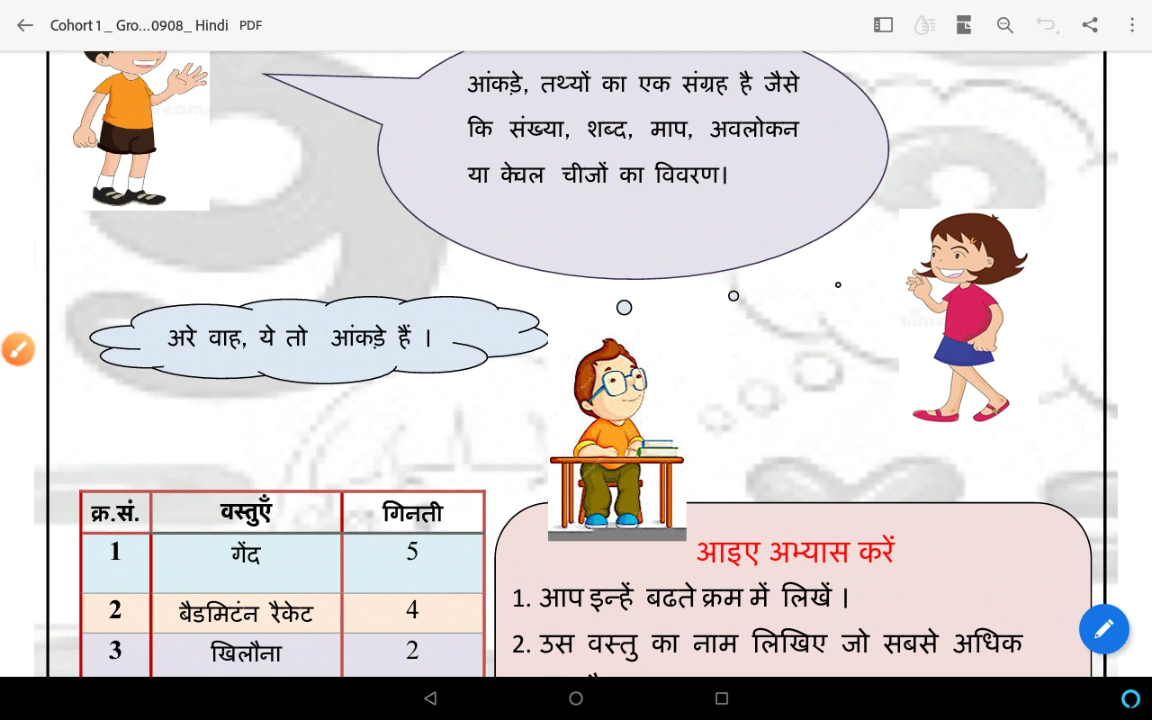 Cohort 1_ Gro...0908_ Hindi PDF
आंकड़े, तथ्यों का एक संग्रह है जैसे
कि संख्या, शब्द, माप, अवलोकन
या केवल चीजों का विवरण।
अरे वाह, ये तो आंकड़े हैं ।
क्र.सं. वस्तुएँ गिनती
1 गेंद 5
2 बैडमिटंन रैकेट 4
3 खिलौना 2
आइए अभ्यास करें
1. आप इन्हें बढते क्रम में लिखें ।
2. उस वस्तु का नाम लिखिए जो सबसे अधिक